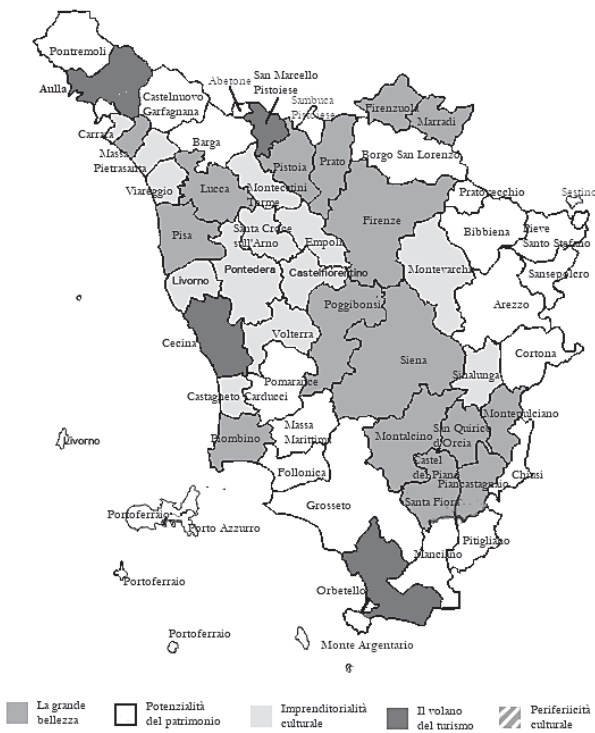 Pontremoli
Aulla
Abetone
San Marcello
Pistoiese
Castelnuovo
Garfagnana
Sambuca
Pistoiese
Firenzuola
Marradi
Carrara
Barga
Massa
Pietrasanta
Pistoia
Prato
Borgo San Lorenzo
Viareggio
Lucca
Montecatini
Terme
Pratovecchio
Sestino
Firenze
Pisa
Santa Croce
sull'Arno
Empoli
Bibbiena
Pieve
Santo Stefano
Livorno
Pontedera
Castelfiorentino
Montevarchi
Sansepolcro
Poggibonsi
Arezzo
Cecina
Volterra
Siena
Sinalunga
Cortona
Pomarance
Castagneto Carducci
Massa
Marittima
Montalcino
San Quirico
d'Orcia
Montepulciano
Piombino
Livorno
Castel
del Piano
Piancastagnaio
Chiusi
Follonica
Santa Fiora
Grosseto
Portoferraio
Porto Azzurro
Manciano
Pitigliano
Portoferraio
Orbetello
Portoferraio
Monte Argentario
La grande
bellezza
Potenzialità
del patrimonio
Imprenditorialità
culturale
Il volano
del turismo
Periferiicità
culturale